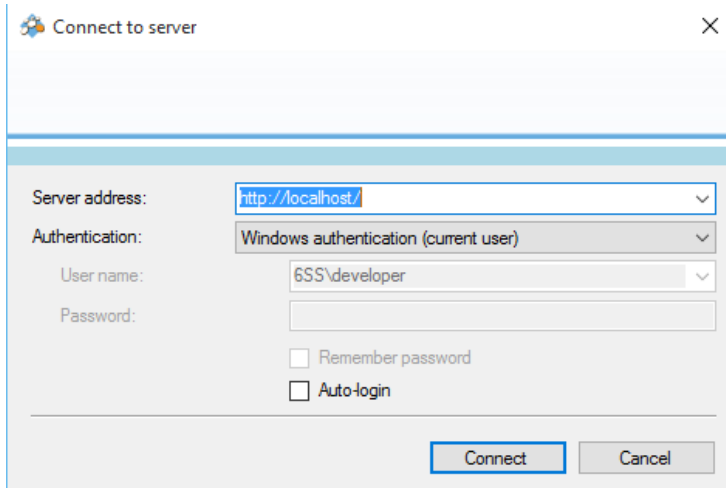 Connect to server
Server address: http://localhost/
Authentication: Windows authentication (current user)
User name: 6SS\developer
Password:
Remember password
Auto-login
Connect Cancel